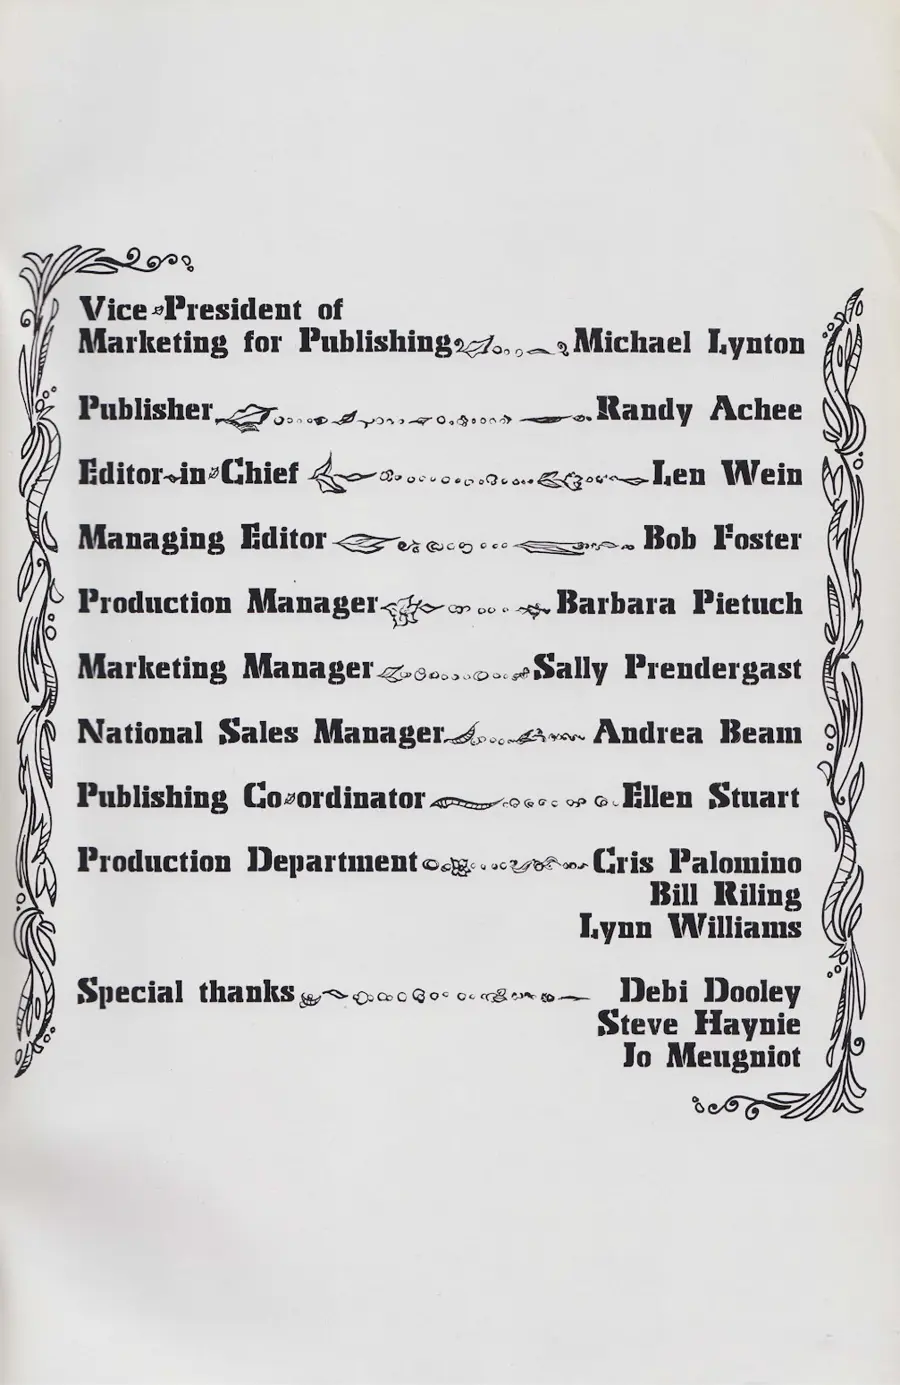 Vice-President of
Marketing for Publishing Michael Lynton
Publisher Randy Achee
Editor-in-Chief Len Wein
Managing Editor Bob Foster
Production Manager Barbara Pietuch
Marketing Manager Sally Prendergast
National Sales Manager Andrea Beam
Publishing Co-ordinator Ellen Stuart
Production Department Cris Palomino
Bill Riling
Lynn Williams
Special thanks Debi Dooley
Steve Haynie
Jo Meugniot